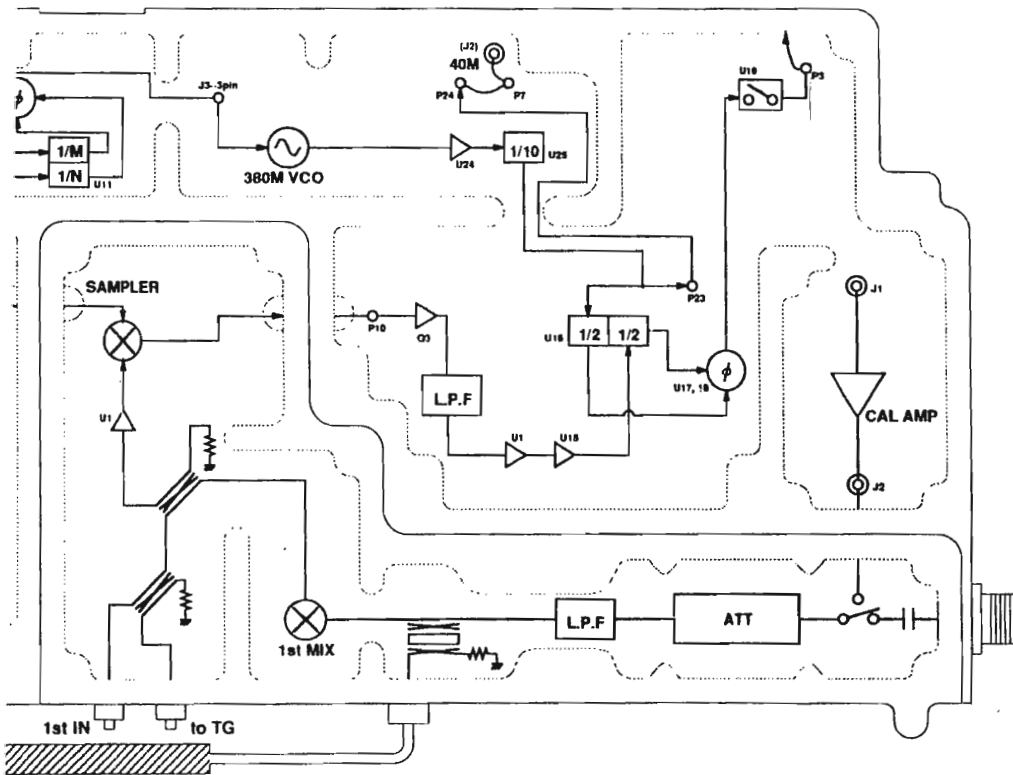 (J2)
40M
P24
P7
U19
P3
J3-3pin
ϕ
1/M
1/N
U11
380M VCO
U24
1/10
U25
SAMPLER
P10
Q3
P23
U16
1/2
1/2
ϕ
U17, 18
J1
L.P.F
CAL AMP
U1
U1
U15
J2
L.P.F
ATT
1st MIX
1st IN
to TG